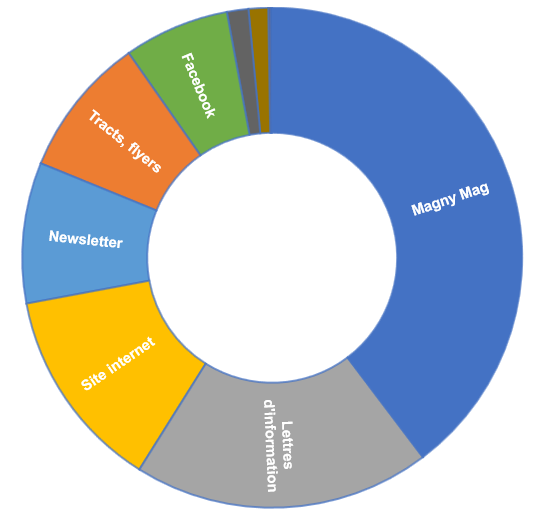 Magny Mag
Lettres
d'information
Site internet
Newsletter
Tracts, flyers
Facebook